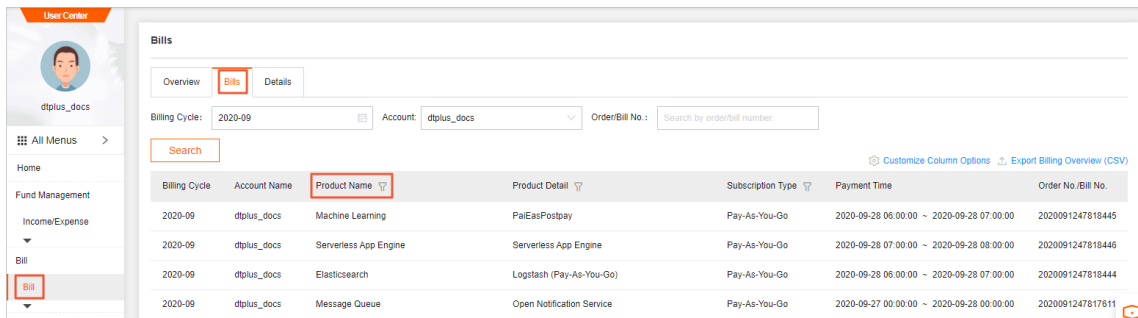 User Center
dtplus_docs
All Menus >
Home
Fund Management
Income/Expense
Bill
Bill
Bills
Overview Bills Details
Billing Cycle: 2020-09 Account: dtplus_docs Order/Bill No. : Search by order/bill number.
Search
Customize Column Options Export Billing Overview (CSV)
Billing Cycle Account Name Product Name Product Detail Subscription Type Payment Time Order No./Bill No.
2020-09 dtplus_docs Machine Learning PaiEasPostpay Pay-As-You-Go 2020-09-28 06:00:00 ~ 2020-09-28 07:00:00 2020091247818445
2020-09 dtplus_docs Serverless App Engine Serverless App Engine Pay-As-You-Go 2020-09-28 07:00:00 ~ 2020-09-28 08:00:00 2020091247818446
2020-09 dtplus_docs Elasticsearch Logstash (Pay-As-You-Go) Pay-As-You-Go 2020-09-28 06:00:00 ~ 2020-09-28 07:00:00 2020091247818444
2020-09 dtplus_docs Message Queue Open Notification Service Pay-As-You-Go 2020-09-27 00:00:00 ~ 2020-09-28 00:00:00 2020091247817611